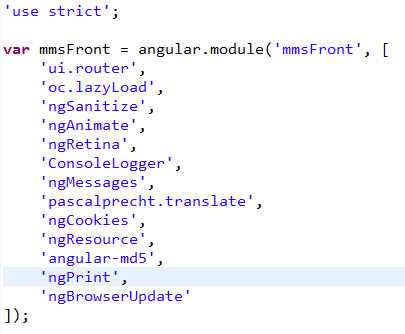 'use strict';
var mmsFront = angular.module('mmsFront', [
'ui.router',
'oc.lazyLoad',
'ngSanitize',
'ngAnimate',
'ngRetina',
'ConsoleLogger',
'ngMessages',
'pascalprecht.translate',
'ngCookies',
'ngResource',
'angular-md5',
'ngPrint',
'ngBrowserUpdate'
]);